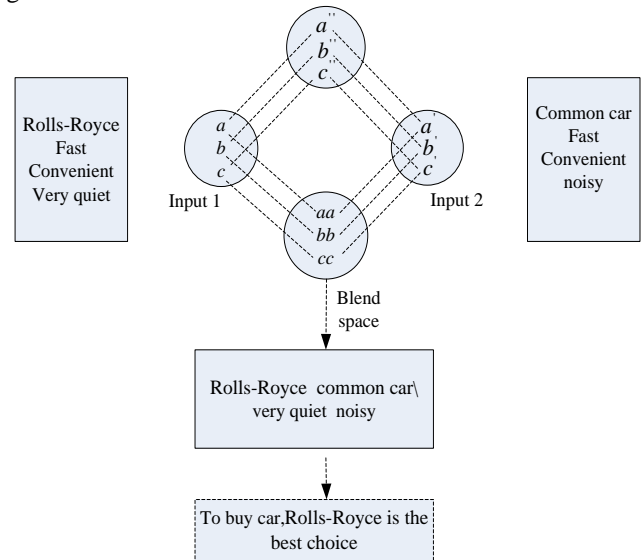 a''
b''
c''
Rolls-Royce
Fast
Convenient
Very quiet
a
b
c
Input 1
a'
b'
c'
Input 2
Common car
Fast
Convenient
noisy
aa
bb
cc
Blend
space
Rolls-Royce common car\
very quiet noisy
To buy car,Rolls-Royce is the
best choice